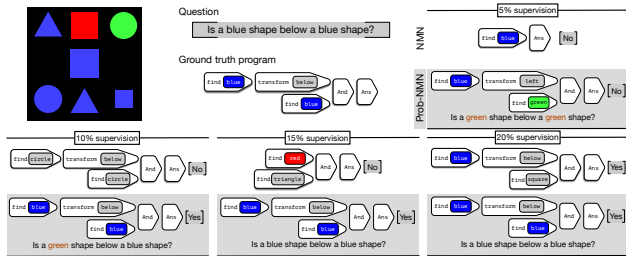 Question
Is a blue shape below a blue shape?
Ground truth program
find blue transform below And Ans
find blue
5% supervision
NMN
find blue Ans [No]
Prob-NMN
find blue transform left And Ans [No]
find green
Is a green shape below a green shape?
10% supervision
find circle transform below And Ans [No]
find circle
find blue transform below And Ans [Yes]
find blue
Is a green shape below a blue shape?
15% supervision
find red And Ans [No]
find triangle
find blue transform below And Ans [Yes]
find blue
Is a blue shape below a blue shape?
20% supervision
find blue transform below And Ans [Yes]
find square
find blue transform below And Ans [Yes]
find blue
Is a blue shape below a blue shape?